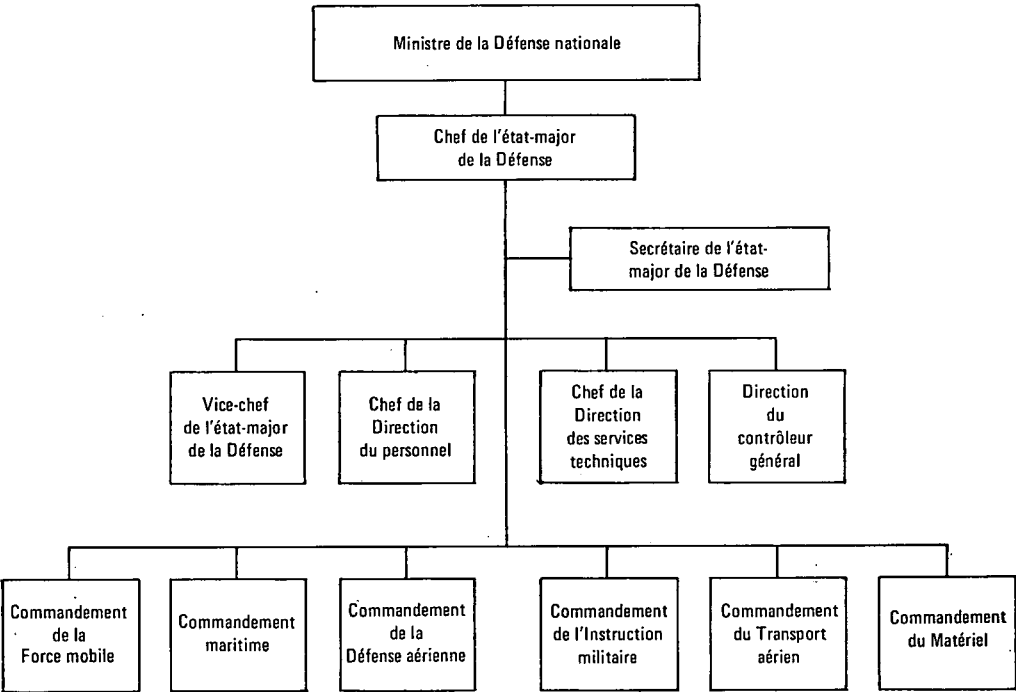 Ministre de la Défense nationale
Chef de l'état-major
de la Défense
Secrétaire de l'état-
major de la Défense
Vice-chef
de l'état-major
de la Défense
Chef de la
Direction
du personnel
Chef de la
Direction
des services
techniques
Direction
du
contrôleur
général
Commandement
de la
Force mobile
Commandement
maritime
Commandement
de la
Défense aérienne
Commandement
de l'Instruction
militaire
Commandement
du Transport
aérien
Commandement
du Matériel